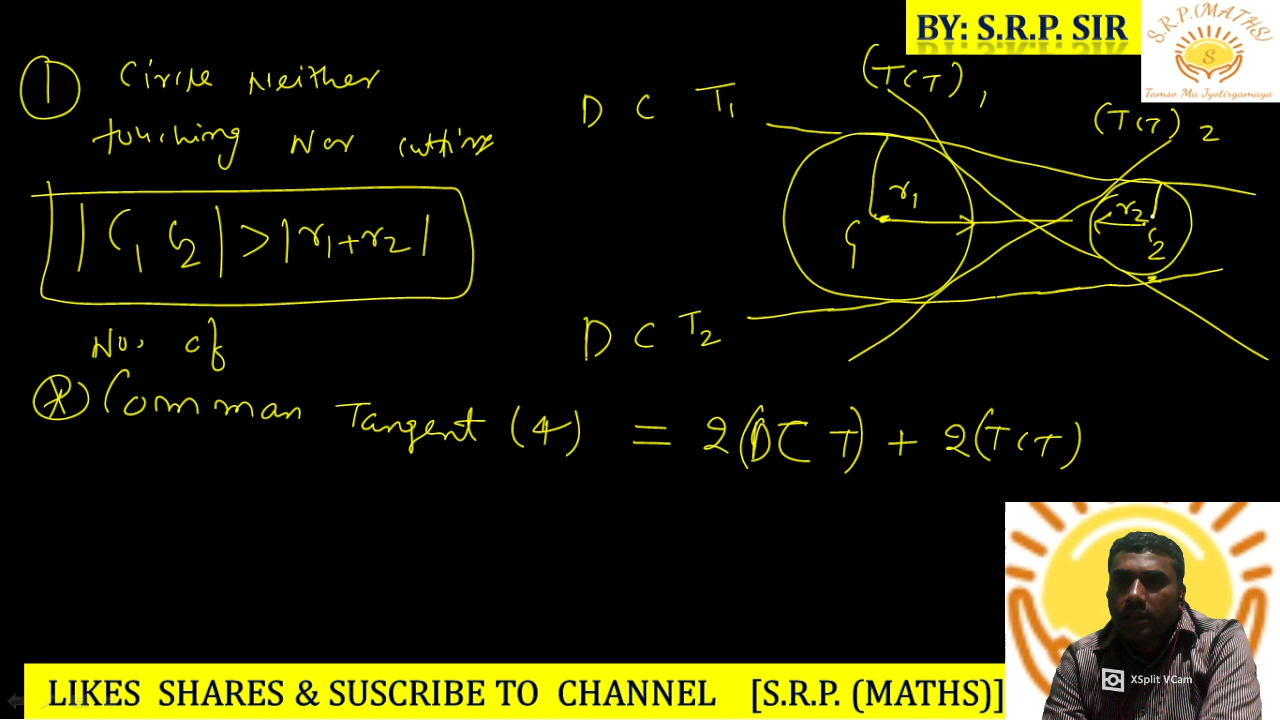 BY: S.R.P. SIR
S.R.P.(MATHS)
S
Tamso Ma Jyotirgamaya
① Circle Neither
touching Nor cutting
|C₁ C₂| > |r₁+r₂|
No. of
* Common Tangent (4) = 2(DCT) + 2(TCT)
D C T₁
D C T₂
(TCT)₁
(TCT)₂
r₁
C₁
r₂
C₂
XSplit VCam
LIKES SHARES & SUSCRIBE TO CHANNEL [S.R.P. (MATHS)]